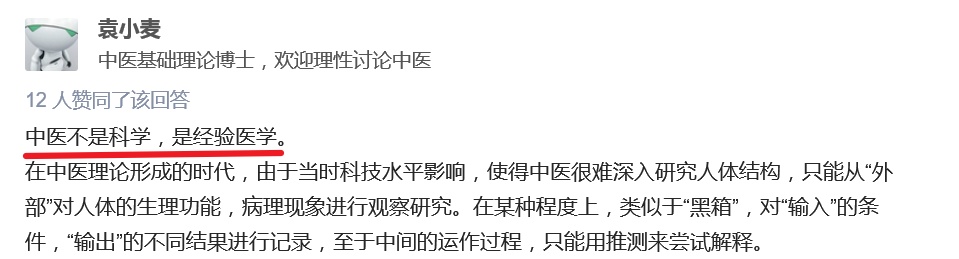 袁小麦
中医基础理论博士，欢迎理性讨论中医
12 人赞同了该回答
中医不是科学，是经验医学。
在中医理论形成的时代，由于当时科技水平影响，使得中医很难深入研究人体结构，只能从“外
部”对人体的生理功能，病理现象进行观察研究。在某种程度上，类似于“黑箱”，对“输入”的条
件，“输出”的不同结果进行记录，至于中间的运作过程，只能用推测来尝试解释。